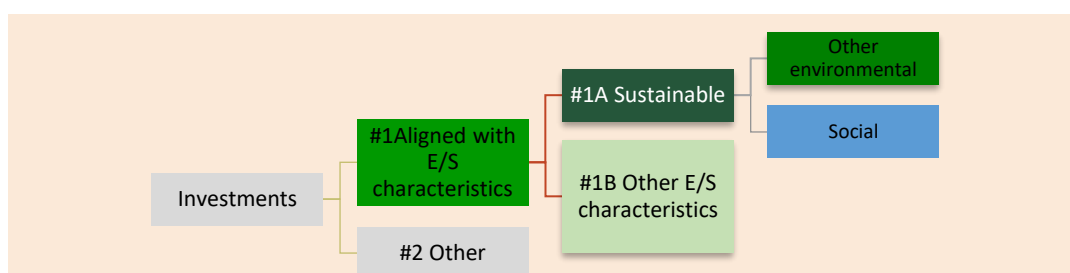 Investments
#1Aligned with
E/S
characteristics
#2 Other
#1A Sustainable
#1B Other E/S
characteristics
Other
environmental
Social